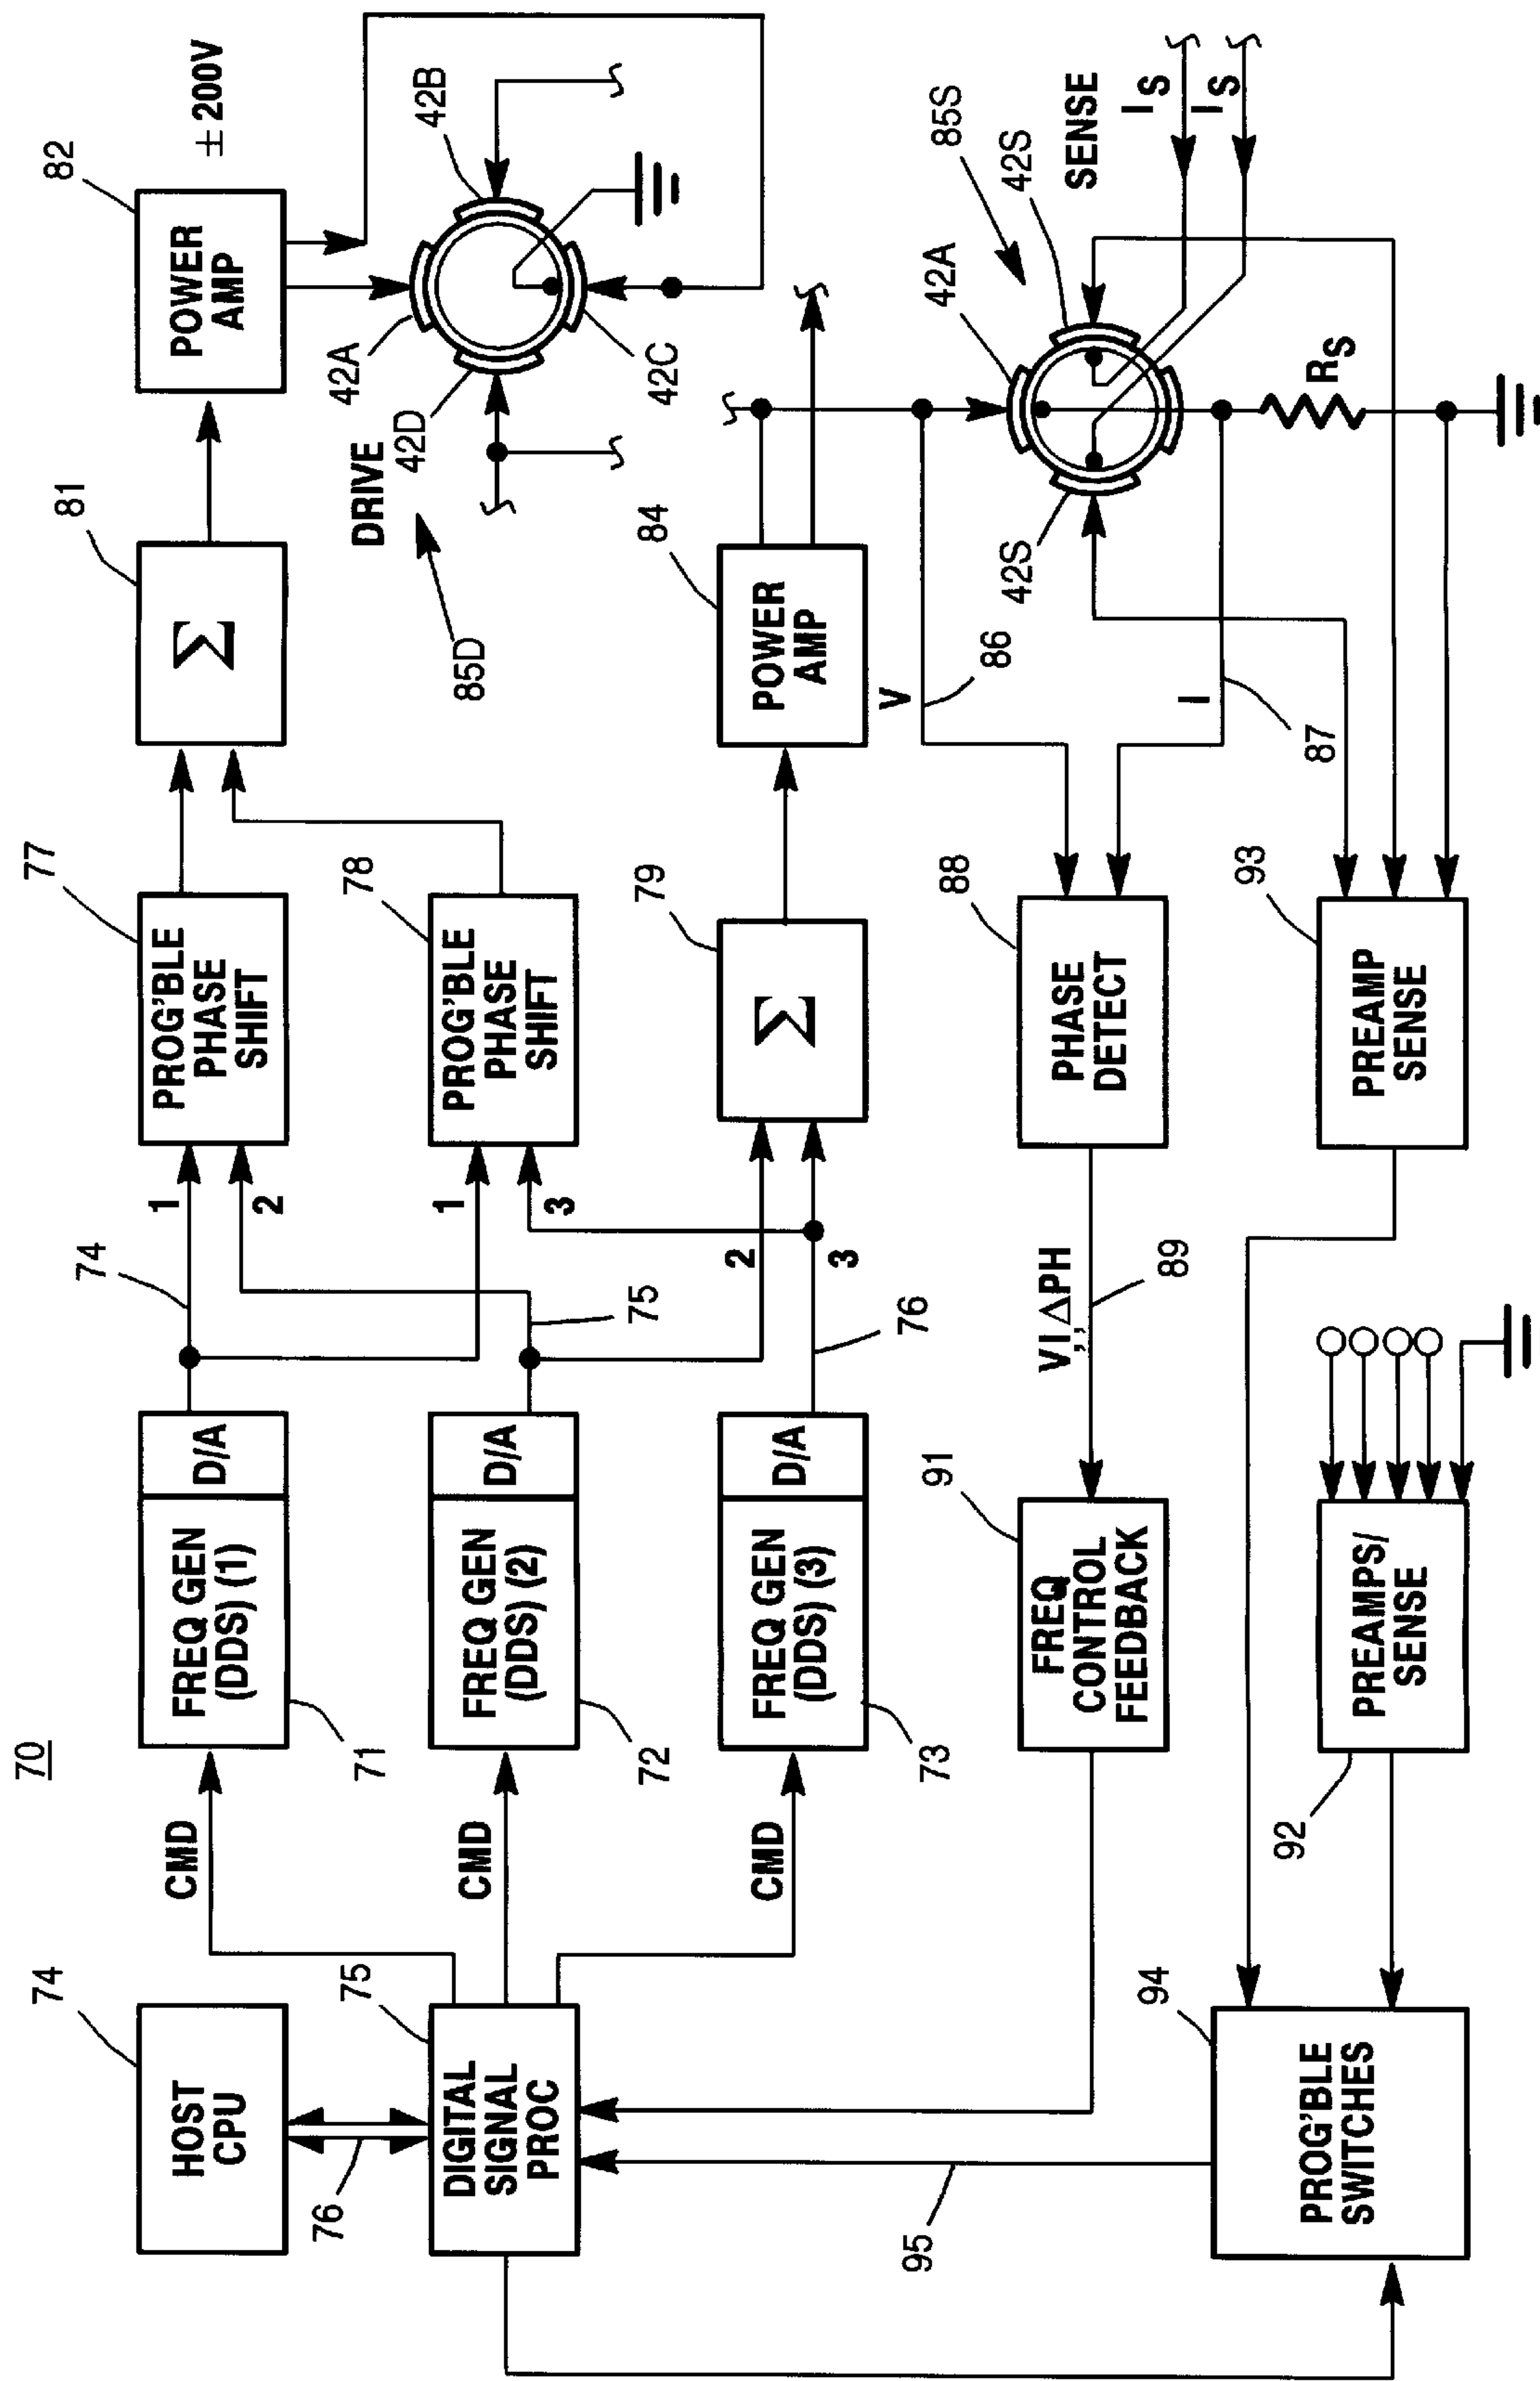 70
74
HOST
CPU
76
75
DIGITAL
SIGNAL
PROC
CMD
CMD
CMD
FREQ GEN
(DDS) (1)
D/A
71
FREQ GEN
(DDS) (2)
D/A
72
FREQ GEN
(DDS) (3)
D/A
73
74
75
76
1
2
1
3
2
3
77
PROG'BLE
PHASE
SHIFT
78
PROG'BLE
PHASE
SHIFT
79
Σ
81
Σ
82
POWER
AMP
± 200V
84
POWER
AMP
DRIVE
85D
42A
42B
42C
42D
SENSE
85S
42A
42S
42S
IS
IS
RS
V
86
I
87
88
PHASE
DETECT
V,I,ΔPH
89
91
FREQ
CONTROL
FEEDBACK
93
PREAMP
SENSE
PREAMPS/
SENSE
92
94
PROG'BLE
SWITCHES
95